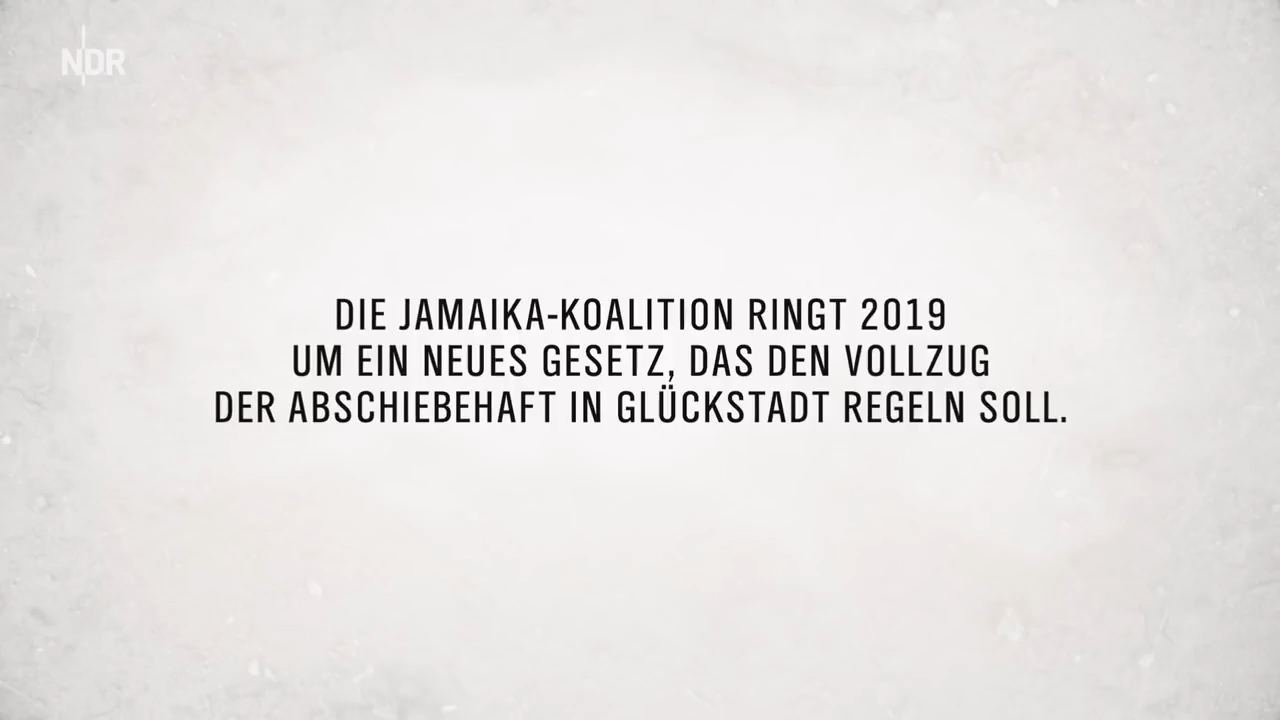 NDR
DIE JAMAIKA-KOALITION RINGT 2019
UM EIN NEUES GESETZ, DAS DEN VOLLZUG
DER ABSCHIEBEHAFT IN GLÜCKSTADT REGELN SOLL.